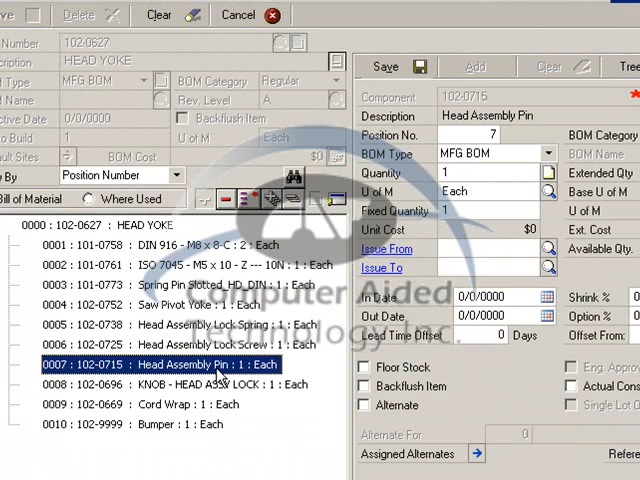 ve Delete Clear Cancel
Number 102-0627
scription HEAD YOKE
M Type MFG BOM BOM Category Regular
M Name Rev. Level A
ective Date 0/0/0000 Backflush Item
to Build 1 U of M Each
ault Sites BOM Cost $0
By Position Number
Bill of Material Where Used
0000 : 102-0627 : HEAD YOKE
0001 : 101-0758 : DIN 916 - M8 x 8-C : 2 : Each
0002 : 101-0761 : ISO 7045 - M5 x 10 - Z --- 10N : 1 : Each
0003 : 101-0773 : Spring Pin Slotted_HD_DIN : 1 : Each
0004 : 102-0752 : Saw Pivot Yoke : 1 : Each
0005 : 102-0738 : Head Assembly Lock Spring : 1 : Each
0006 : 102-0725 : Head Assembly Lock Screw : 1 : Each
0007 : 102-0715 : Head Assembly Pin : 1 : Each
0008 : 102-0696 : KNOB - HEAD ASSY LOCK : 1 : Each
0009 : 102-9669 : Cord Wrap : 1 : Each
0010 : 102-9999 : Bumper : 1 : Each
Save Add Clear Tree
Component 102-0715 *
Description Head Assembly Pin
Position No. 7 BOM Category
BOM Type MFG BOM BOM Name
Quantity 1 Extended Qty
U of M Each Base U of M
Fixed Quantity 1 U of M
Unit Cost $0 Ext. Cost
Issue From Available Qty.
Issue To
In Date 0/0/0000 Shrink %
Out Date 0/0/0000 Option %
Lead Time Offset 0 Days Offset From:
Floor Stock Eng. Approv
Backflush Item Actual Cons
Alternate Single Lot O
Alternate For 0
Assigned Alternates Refere
Computer Aided
Technology Inc.